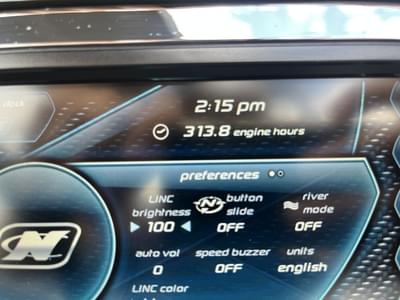 clock
2:15 pm
313.8 engine hours
preferences
LINC brightness
100
button slide
OFF
river mode
OFF
auto vol
0
speed buzzer
OFF
units
english
LINC color